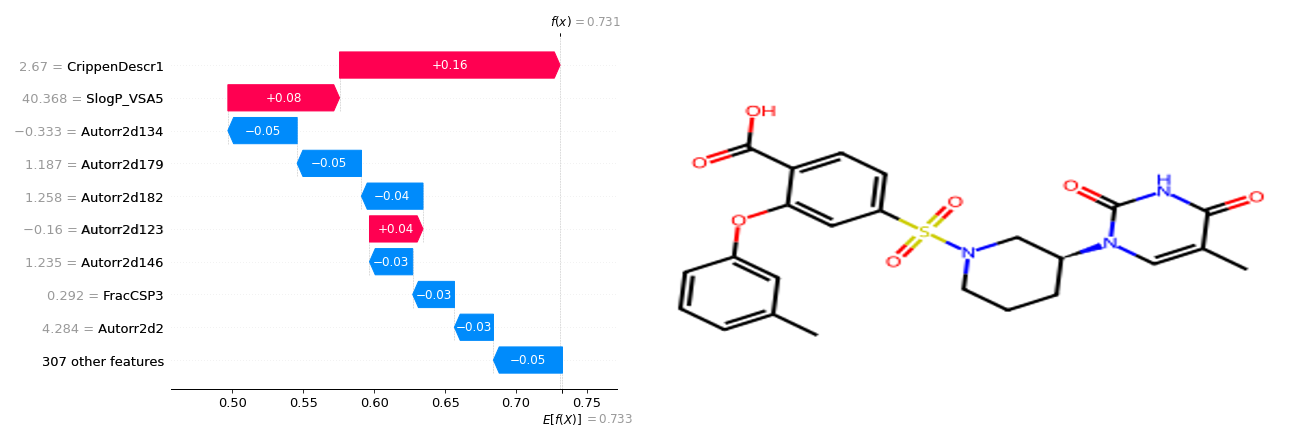 f(x) = 0.731
2.67 = CrippenDescr1
+0.16
40.368 = SlogP_VSA5
+0.08
−0.333 = Autorr2d134
−0.05
1.187 = Autorr2d179
−0.05
1.258 = Autorr2d182
−0.04
−0.16 = Autorr2d123
+0.04
1.235 = Autorr2d146
−0.03
0.292 = FracCSP3
−0.03
4.284 = Autorr2d2
−0.03
307 other features
−0.05
0.50 0.55 0.60 0.65 0.70 0.75
E[f(X)] = 0.733
OH
O
O
S
O
O
N
O
H
N
O
N